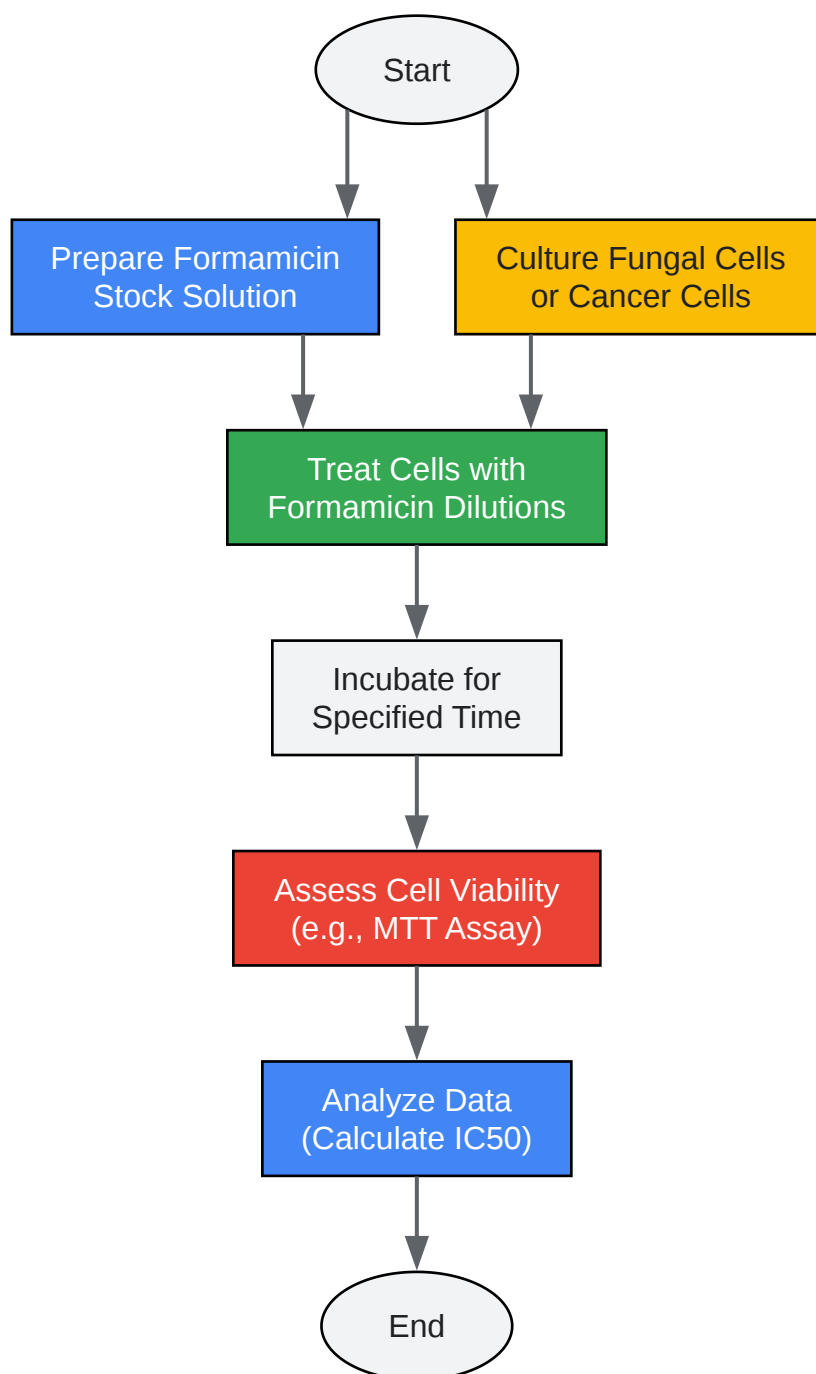 Start
Prepare Formamicin
Stock Solution
Culture Fungal Cells
or Cancer Cells
Treat Cells with
Formamicin Dilutions
Incubate for
Specified Time
Assess Cell Viability
(e.g., MTT Assay)
Analyze Data
(Calculate IC50)
End